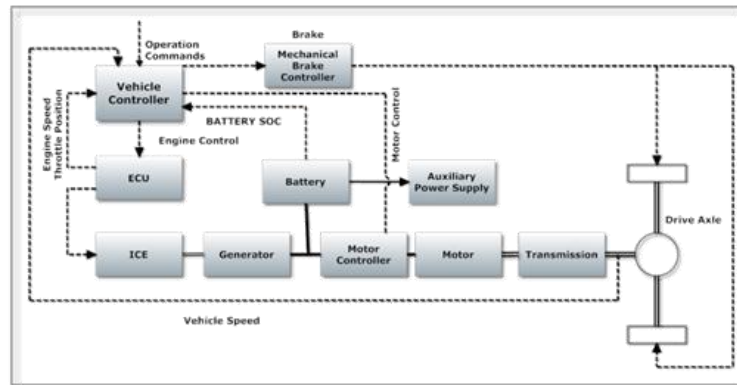 Operation
Commands
Brake
Mechanical
Brake
Controller
Vehicle
Controller
Engine Speed
Throttle Position
BATTERY SOC
Motor Control
Engine Control
ECU
Battery
Auxiliary
Power Supply
Drive Axle
ICE
Generator
Motor
Controller
Motor
Transmission
Vehicle Speed